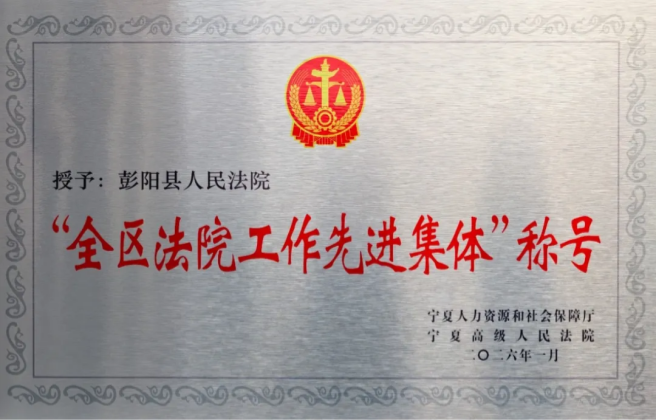 授予：彭阳县人民法院
“全区法院工作先进集体”称号
宁夏人力资源和社会保障厅
宁夏高级人民法院
二〇二六年一月